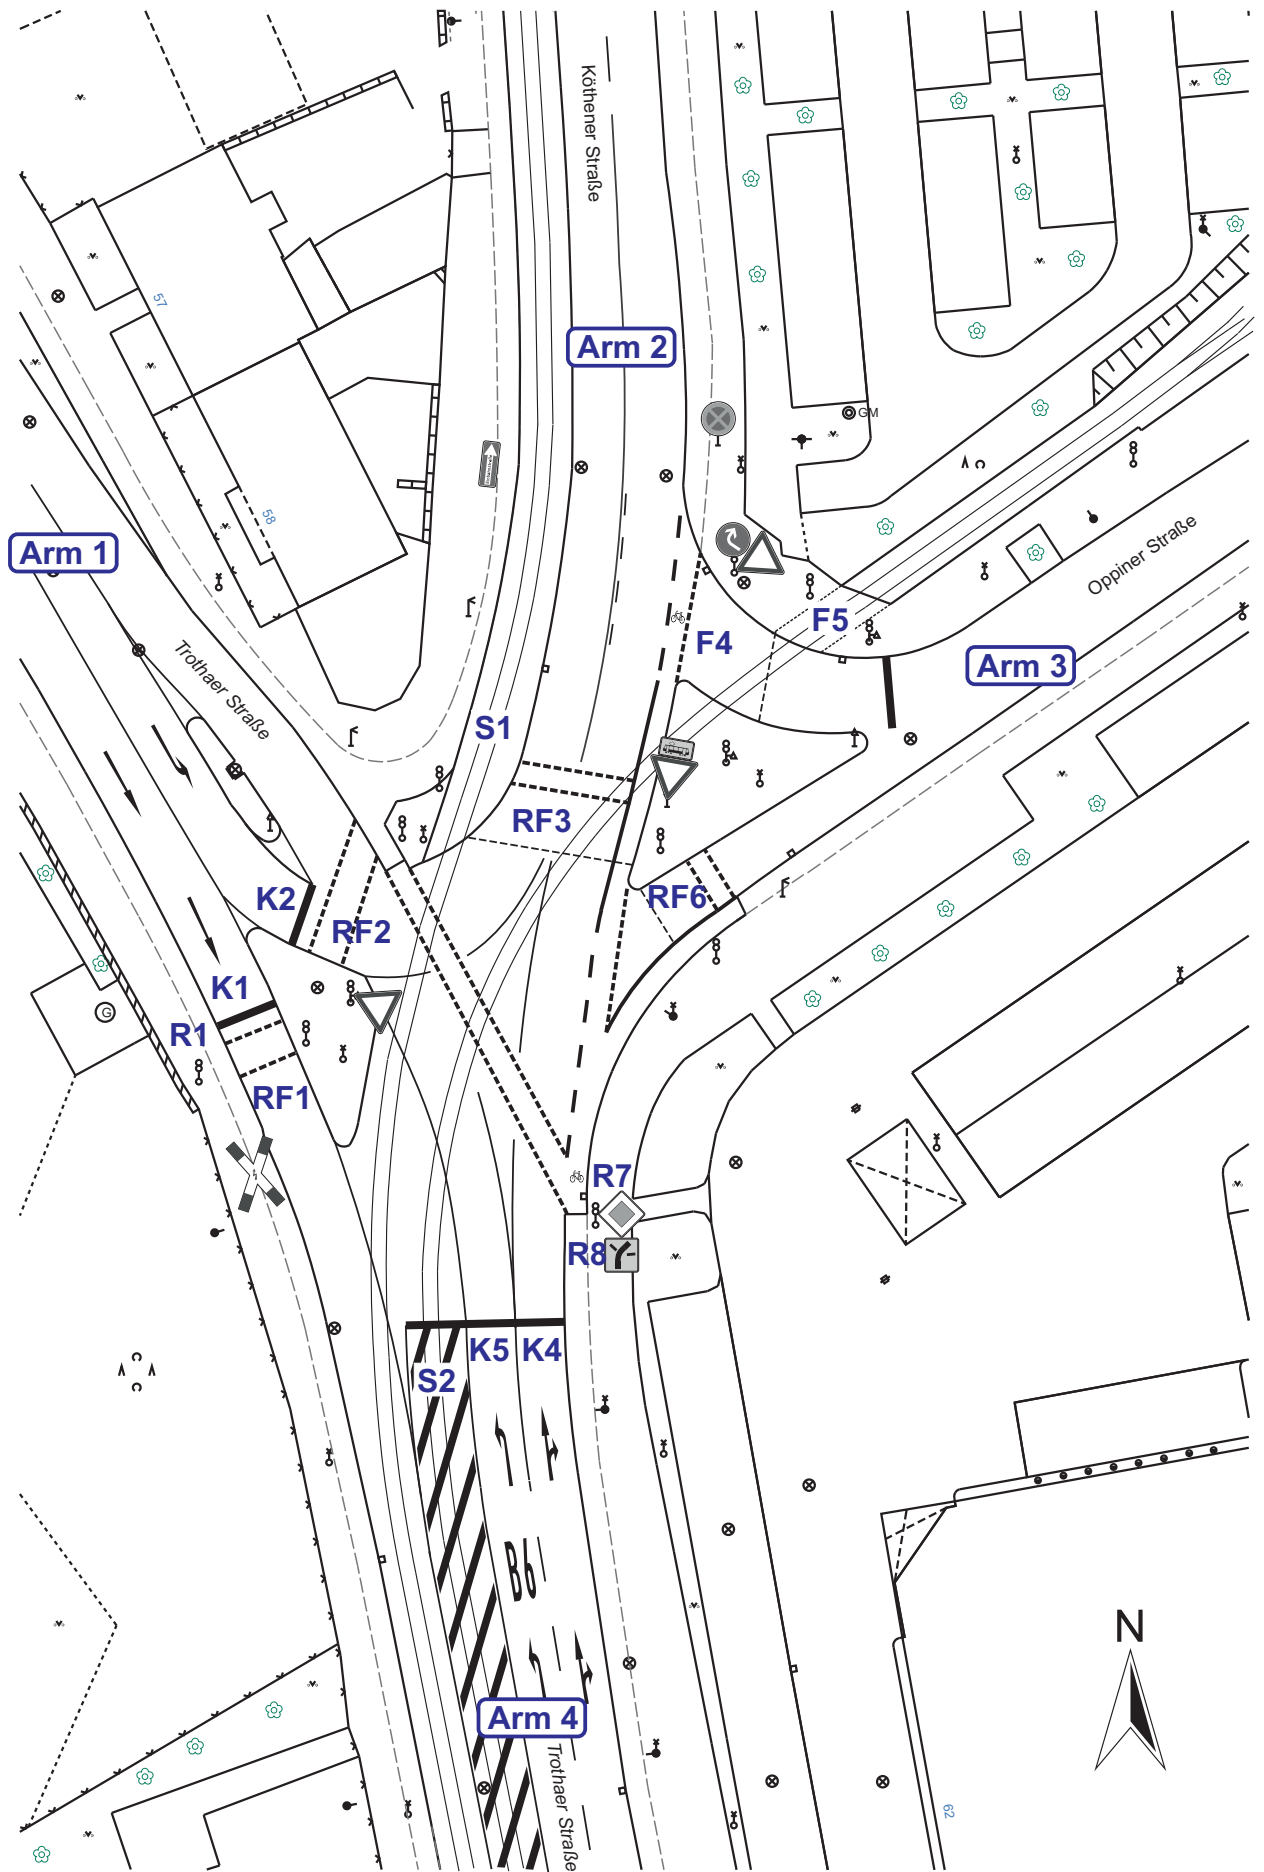 Köthener Straße
Arm 2
57
GM
58
Arm 1
Oppiner Straße
F5
F4
Arm 3
Trothaer Straße
S1
RF3
K2
RF6
RF2
K1
G
R1
RF1
R7
R8
K5
K4
S2
B6
N
Arm 4
Trothaer Straße
62